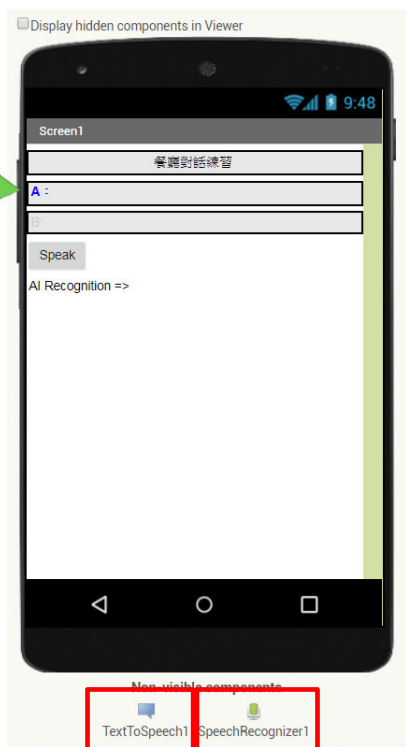 Display hidden components in Viewer
9:48
Screen1
餐廳對話練習
A：
B:
Speak
AI Recognition =>
Non-visible components
TextToSpeech1 SpeechRecognizer1